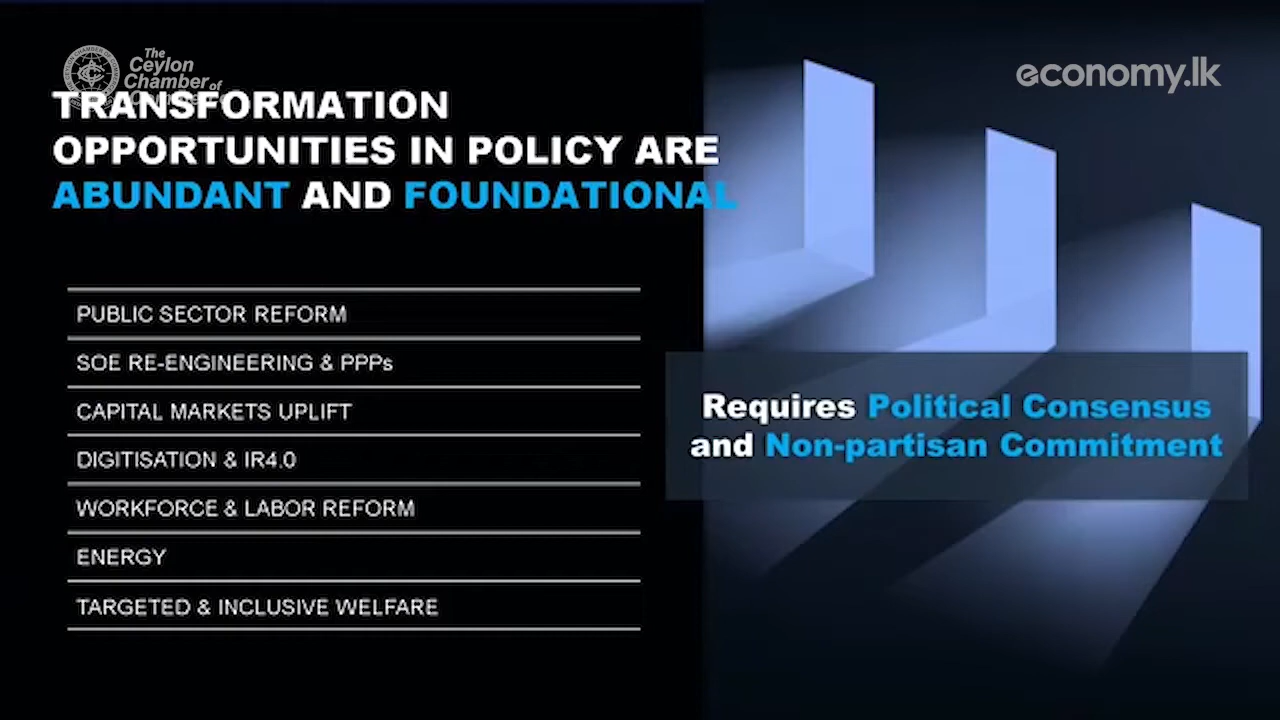 The
Ceylon
Chamber of
economy.lk
TRANSFORMATION
OPPORTUNITIES IN POLICY ARE
ABUNDANT AND FOUNDATIONAL
PUBLIC SECTOR REFORM
SOE RE-ENGINEERING & PPPs
CAPITAL MARKETS UPLIFT
DIGITISATION & IR4.0
WORKFORCE & LABOR REFORM
ENERGY
TARGETED & INCLUSIVE WELFARE
Requires Political Consensus
and Non-partisan Commitment